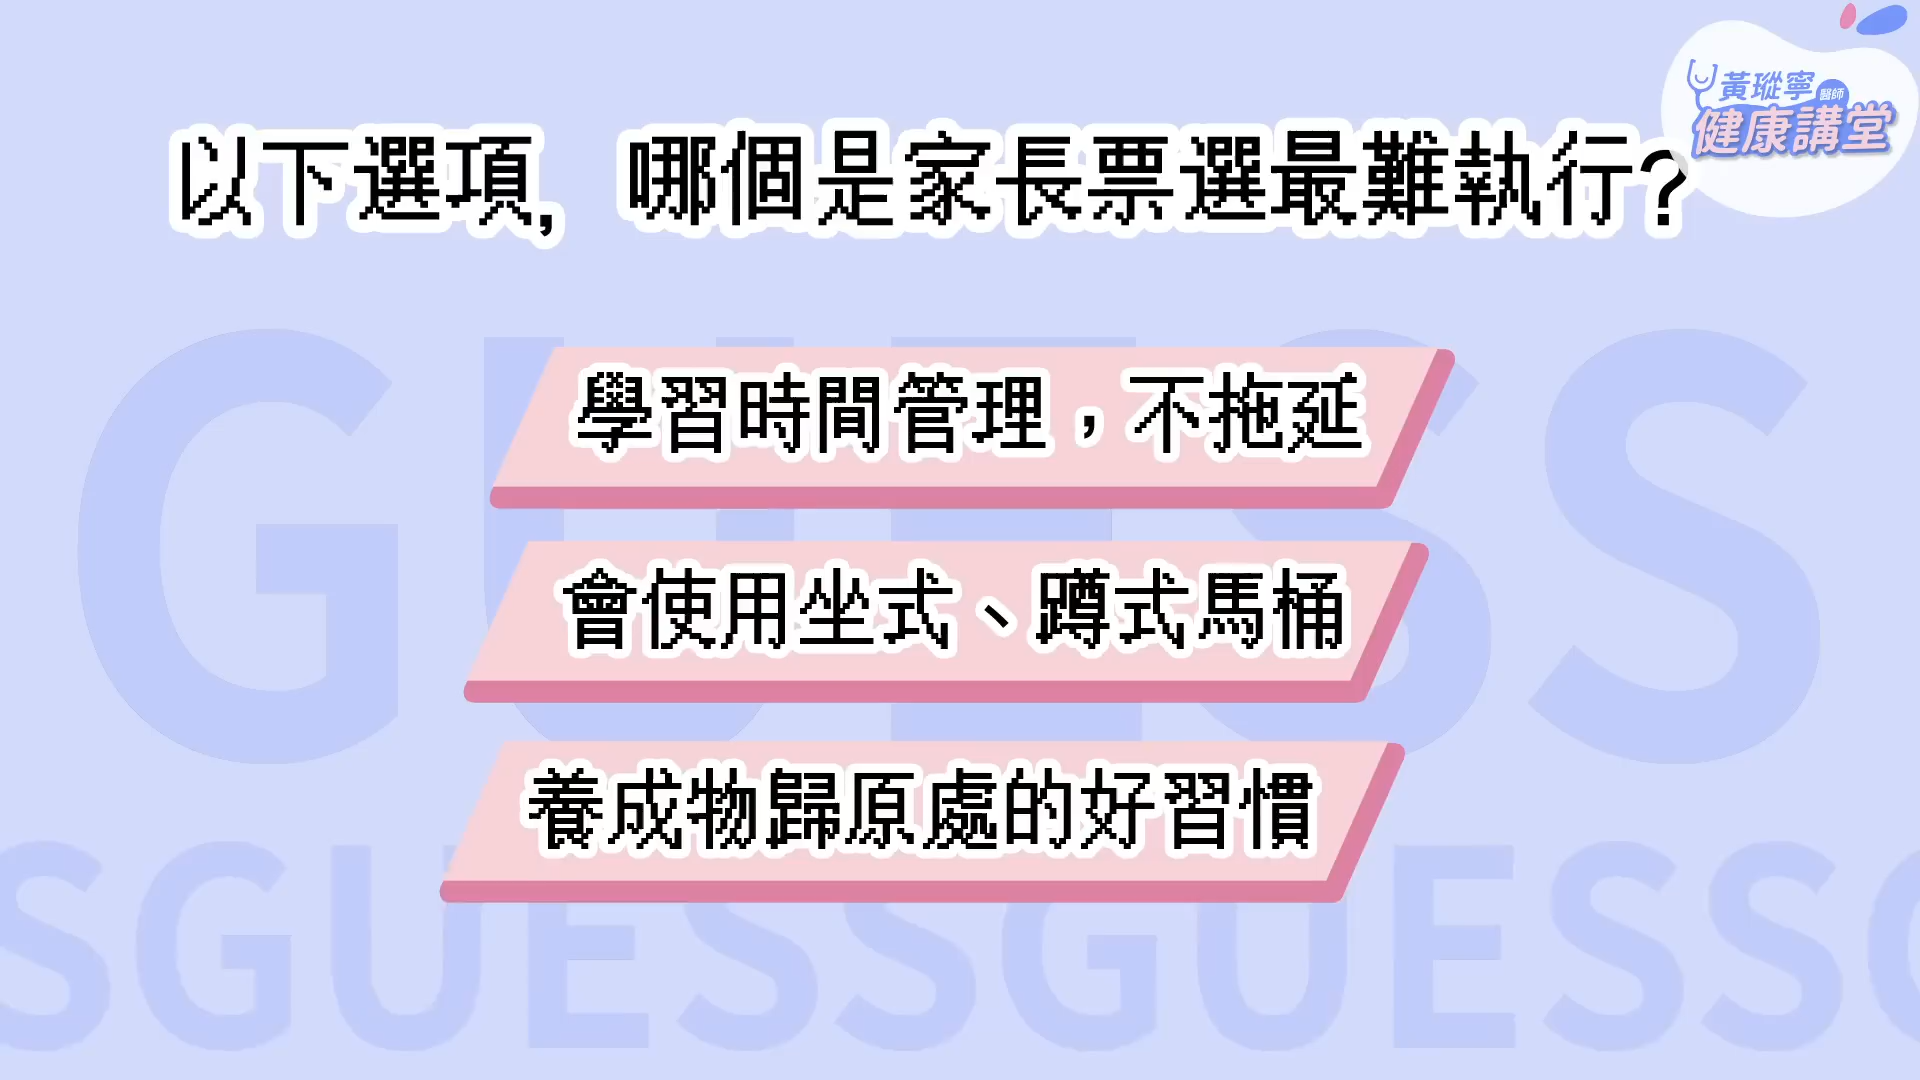 黃瑽寧醫師
健康講堂
以下選項, 哪個是家長票選最難執行?
GUESS
學習時間管理，不拖延
會使用坐式、蹲式馬桶
養成物歸原處的好習慣
SGUESSGUESSG